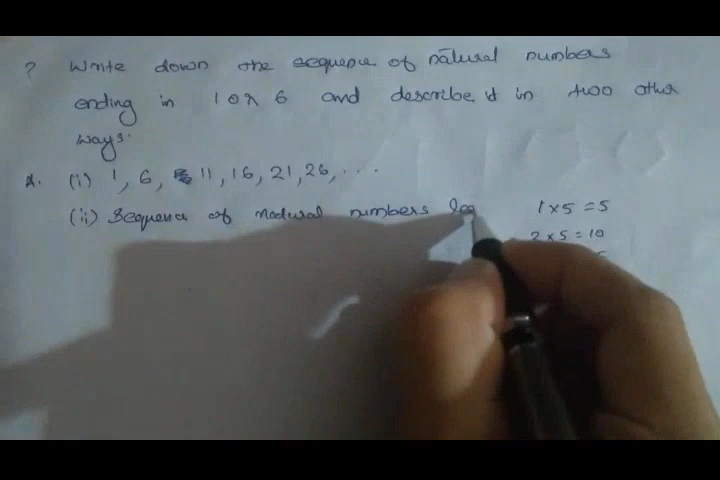 ? Write down the sequence of natural numbers
ending in 1 or 6 and describe it in two other
ways.
A. (i) 1, 6, 11, 16, 21, 26, ...
(ii) Sequence of natural numbers lea
1 x 5 = 5
2 x 5 = 10